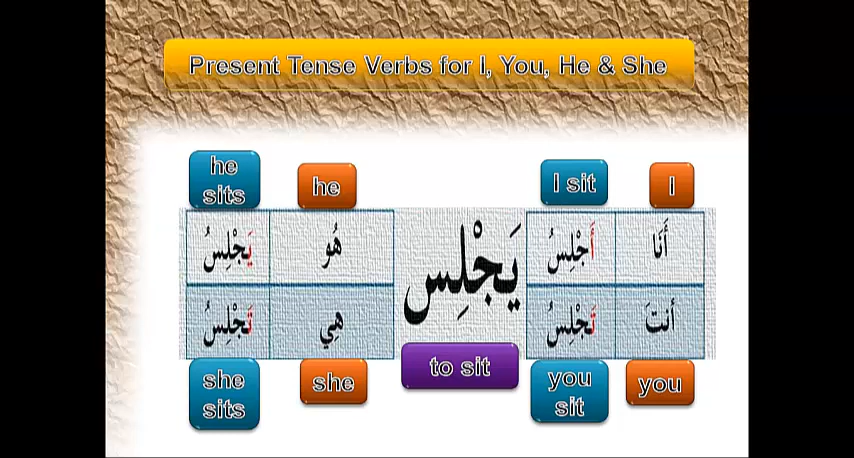 Present Tense Verbs for I, You, He & She
he
sits
he
I sit
I
أَنَا
أَجْلِسُ
يَجْلِس
هُو
يَجْلِسُ
أنتَ
تَجْلِسُ
هِي
تَجْلِسُ
she
sits
she
to sit
you
sit
you